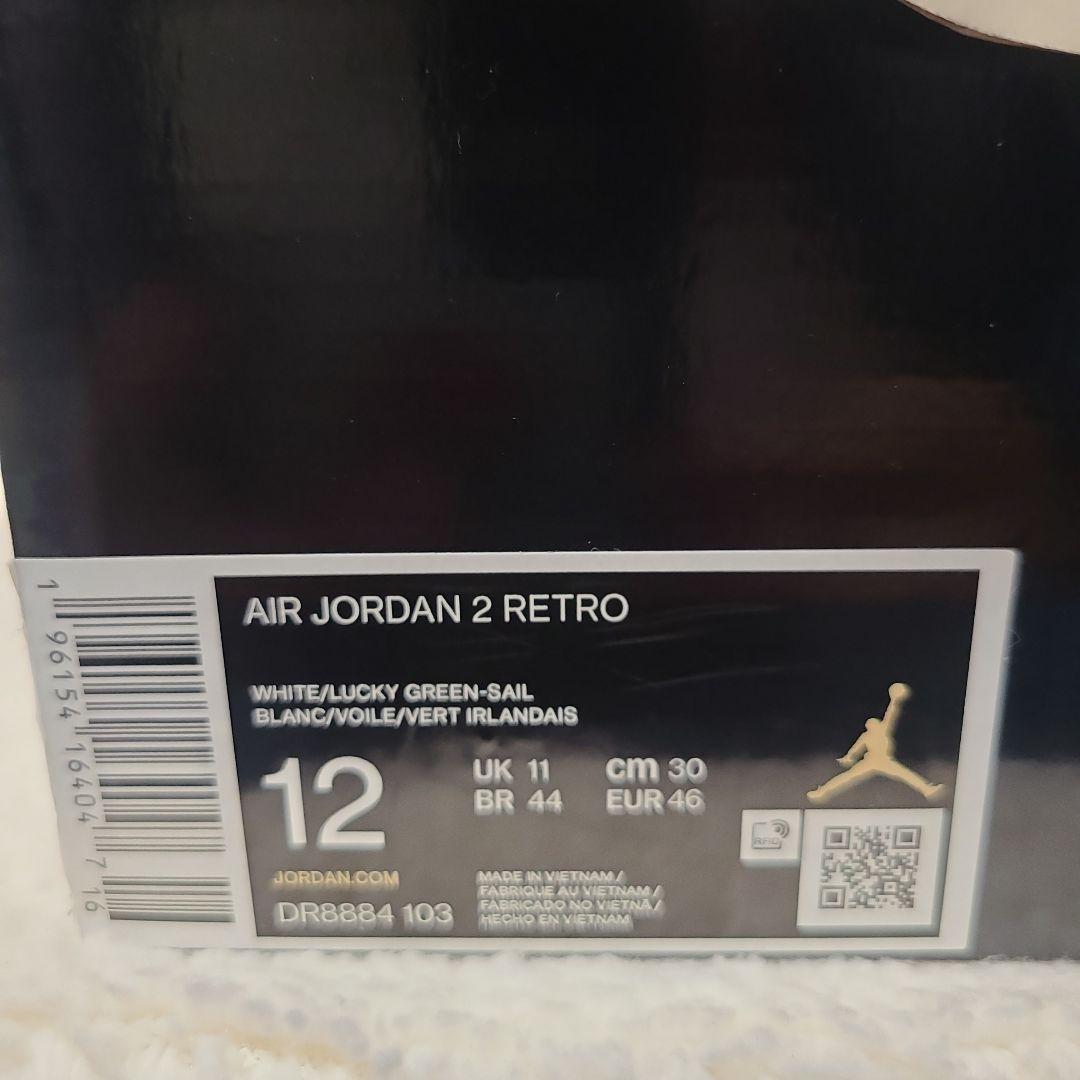 AIR JORDAN 2 RETRO
WHITE/LUCKY GREEN-SAIL
BLANC/VOILE/VERT IRLANDAIS
12
UK 11
BR 44
cm 30
EUR 46
JORDAN.COM
DR8884 103
MADE IN VIETNAM /
FABRIQUE AU VIETNAM /
FABRICADO NO VIETNÃ /
HECHO EN VIETNAM
RFID
1 96154 16404 7 16